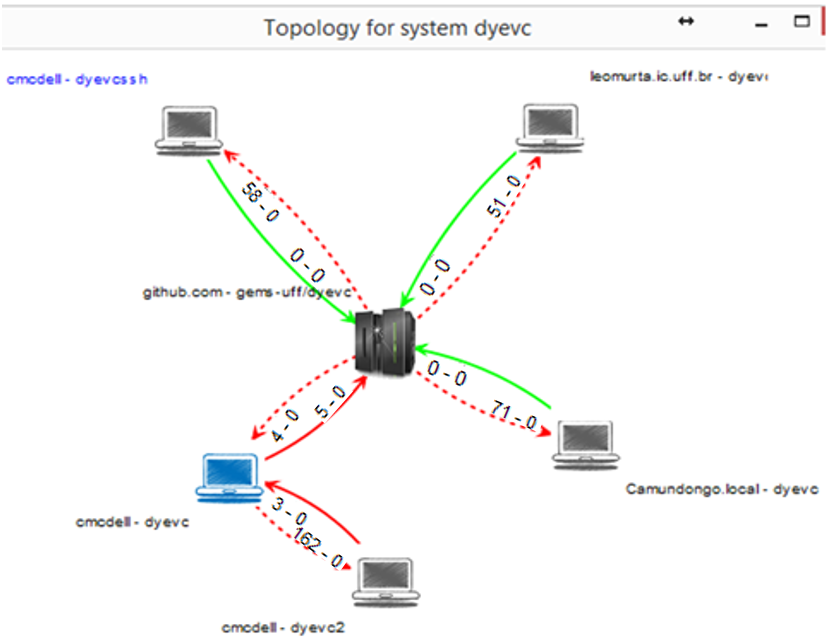 Topology for system dyevc
cmcdell - dyevcssh
leomurta.ic.uff.br - dyev
58 - 0
51 - 0
0 - 0
0 - 0
github.com - gems-uff/dyevc
0 - 0
71 - 0
4 - 0
5 - 0
Camundongo.local - dyevc
3 - 0
cmcdell - dyevc
162 - 0
cmcdell - dyevc2